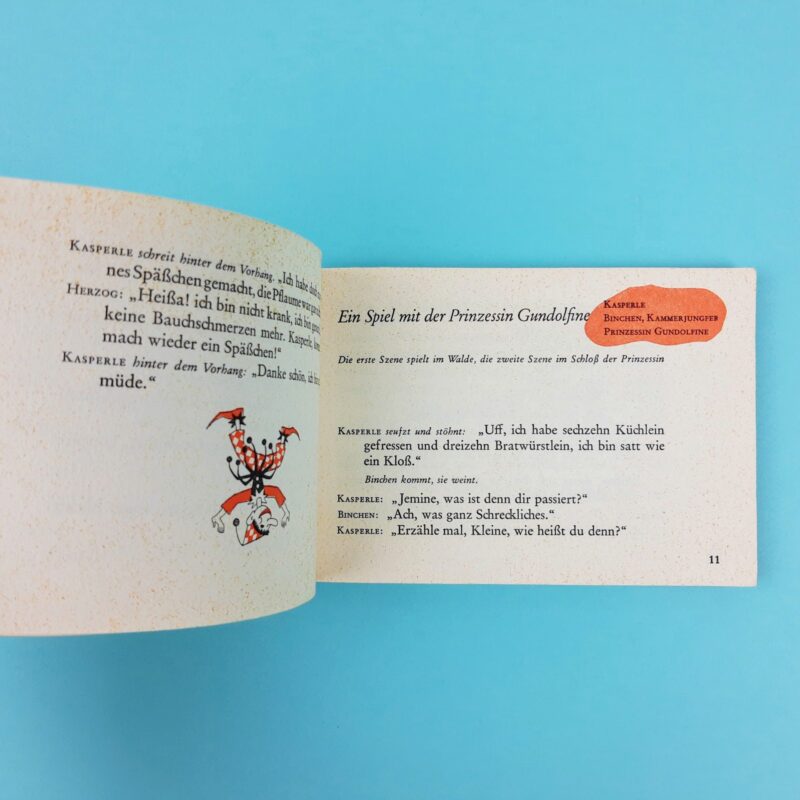 KASPERLE schreit hinter dem Vorhang. „Ich habe doch
nes Späßchen gemacht, die Pflaume war gan
HERZOG: „Heißa! ich bin nicht krank, ich bin
keine Bauchschmerzen mehr. Kasperle,
mach wieder ein Späßchen!“
KASPERLE hinter dem Vorhang: „Danke schön, ich
müde.“
Ein Spiel mit der Prinzessin Gundolfine
KASPERLE
BINCHEN, KAMMERJUNGFER
PRINZESSIN GUNDOLFINE
Die erste Szene spielt im Walde, die zweite Szene im Schloß der Prinzessin
KASPERLE seufzt und stöhnt: „Uff, ich habe sechzehn Küchlein
gefressen und dreizehn Bratwürstlein, ich bin satt wie
ein Kloß.“
Binchen kommt, sie weint.
KASPERLE: „Jemine, was ist denn dir passiert?“
BINCHEN: „Ach, was ganz Schreckliches.“
KASPERLE: „Erzähle mal, Kleine, wie heißt du denn?“
11